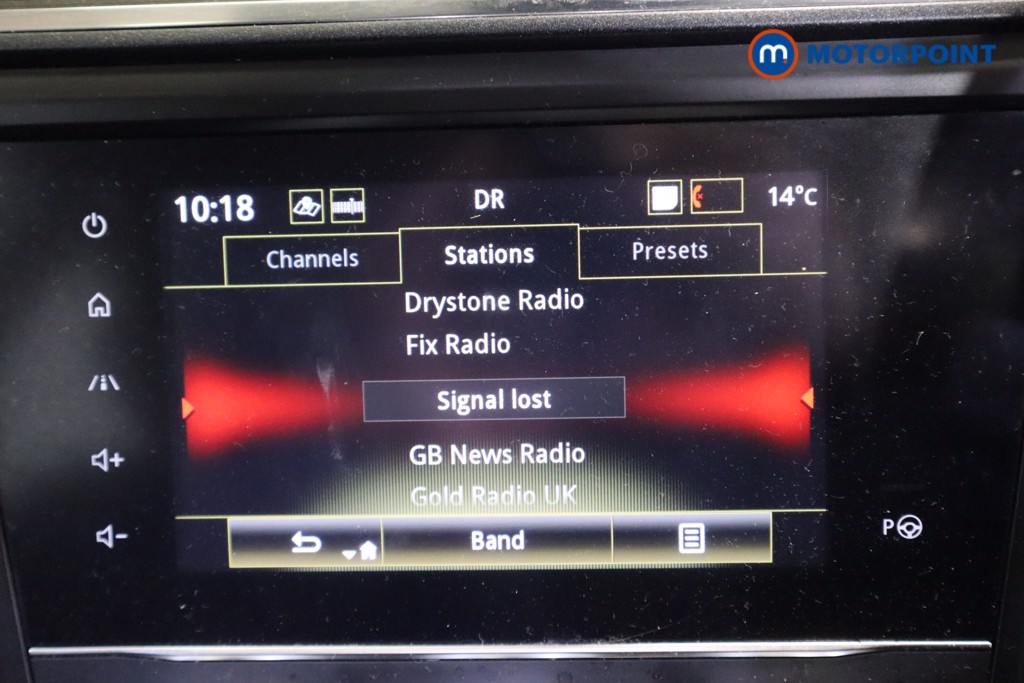 m MOTORPOINT
10:18 DR 14°C
Channels Stations Presets
Drystone Radio
Fix Radio
Signal lost
GB News Radio
Gold Radio UK
Band
P